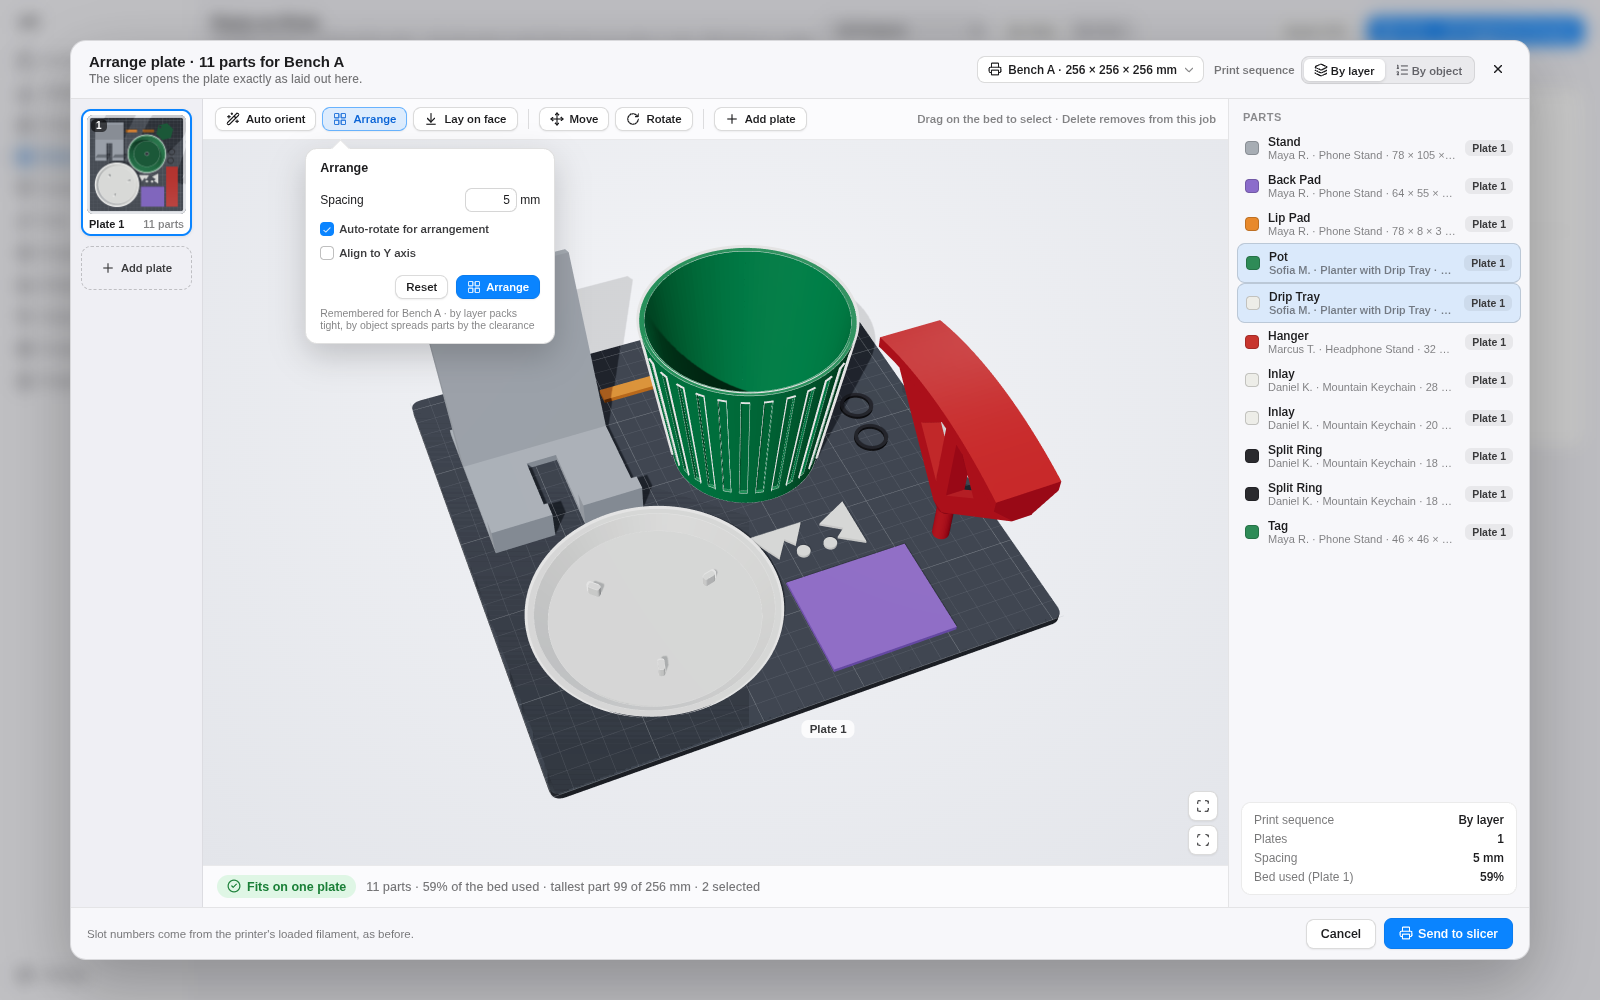 Arrange plate · 11 parts for Bench A
The slicer opens the plate exactly as laid out here.
Bench A · 256 × 256 × 256 mm
Print sequence
By layer
By object
1
Plate 1
11 parts
Add plate
Auto orient
Arrange
Lay on face
Move
Rotate
Add plate
Drag on the bed to select · Delete removes from this job
Arrange
Spacing
5 mm
Auto-rotate for arrangement
Align to Y axis
Reset
Arrange
Remembered for Bench A · by layer packs
tight, by object spreads parts by the clearance
Plate 1
Fits on one plate
11 parts · 59% of the bed used · tallest part 99 of 256 mm · 2 selected
PARTS
Stand
Maya R. · Phone Stand · 78 × 105 ×…
Plate 1
Back Pad
Maya R. · Phone Stand · 64 × 55 × …
Plate 1
Lip Pad
Maya R. · Phone Stand · 78 × 8 × 3 …
Plate 1
Pot
Sofia M. · Planter with Drip Tray · …
Plate 1
Drip Tray
Sofia M. · Planter with Drip Tray · …
Plate 1
Hanger
Marcus T. · Headphone Stand · 32 …
Plate 1
Inlay
Daniel K. · Mountain Keychain · 28 …
Plate 1
Inlay
Daniel K. · Mountain Keychain · 20 …
Plate 1
Split Ring
Daniel K. · Mountain Keychain · 18 …
Plate 1
Split Ring
Daniel K. · Mountain Keychain · 18 …
Plate 1
Tag
Maya R. · Phone Stand · 46 × 46 × …
Plate 1
Print sequence By layer
Plates 1
Spacing 5 mm
Bed used (Plate 1) 59%
Slot numbers come from the printer's loaded filament, as before.
Cancel
Send to slicer